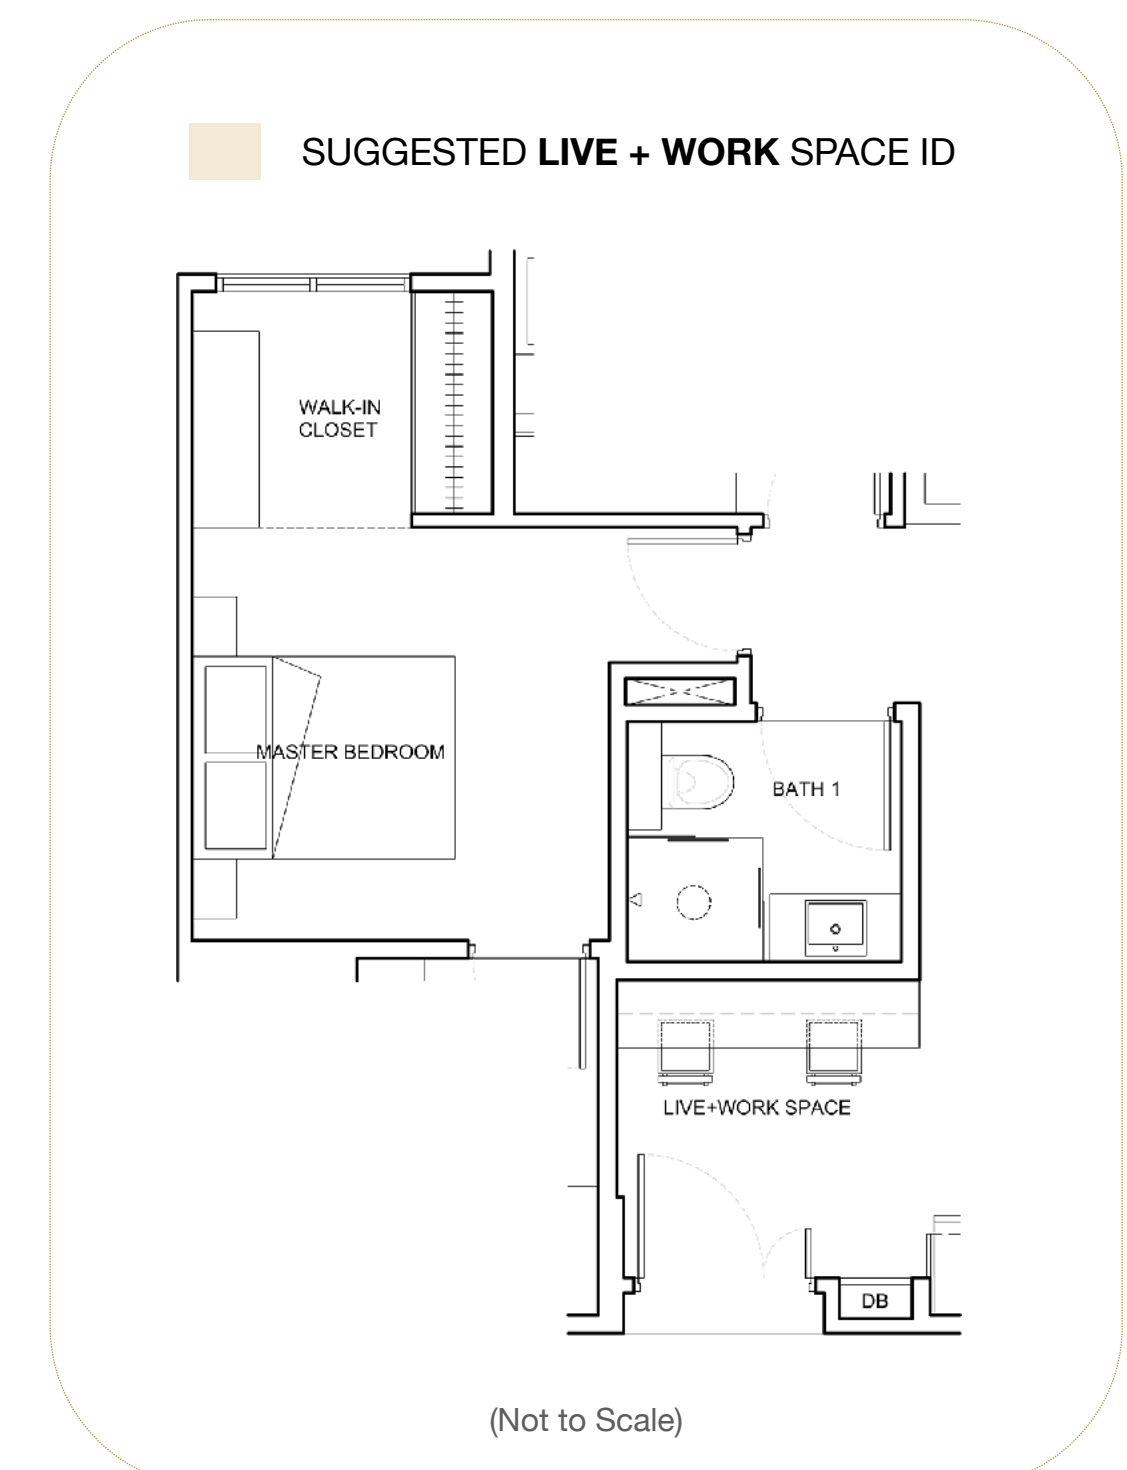 SUGGESTED LIVE + WORK SPACE ID
WALK-IN
CLOSET
MASTER BEDROOM
BATH 1
LIVE+WORK SPACE
DB
(Not to Scale)